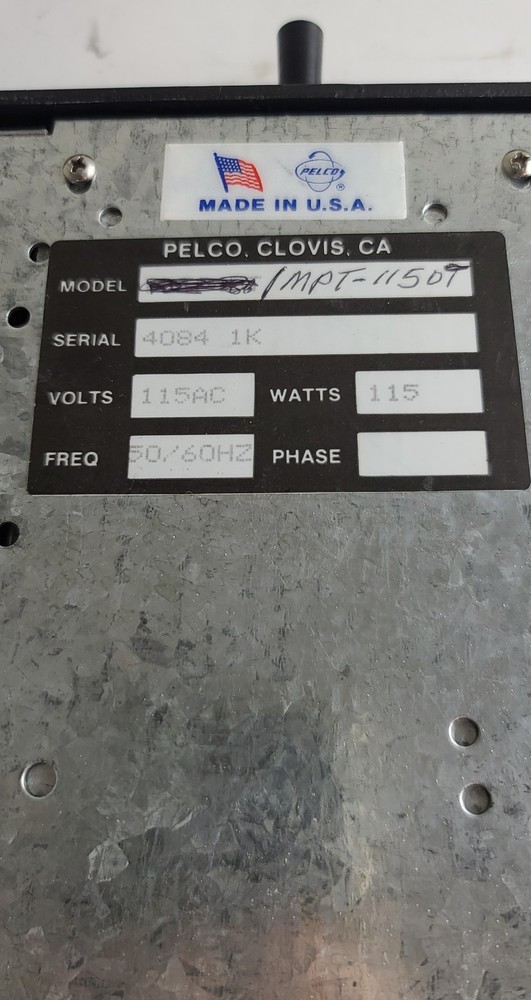 PELCO
®
MADE IN U.S.A.
PELCO, CLOVIS, CA
MODEL /MPT-115DT
SERIAL 4084 1K
VOLTS 115AC WATTS 115
FREQ 50/60HZ PHASE